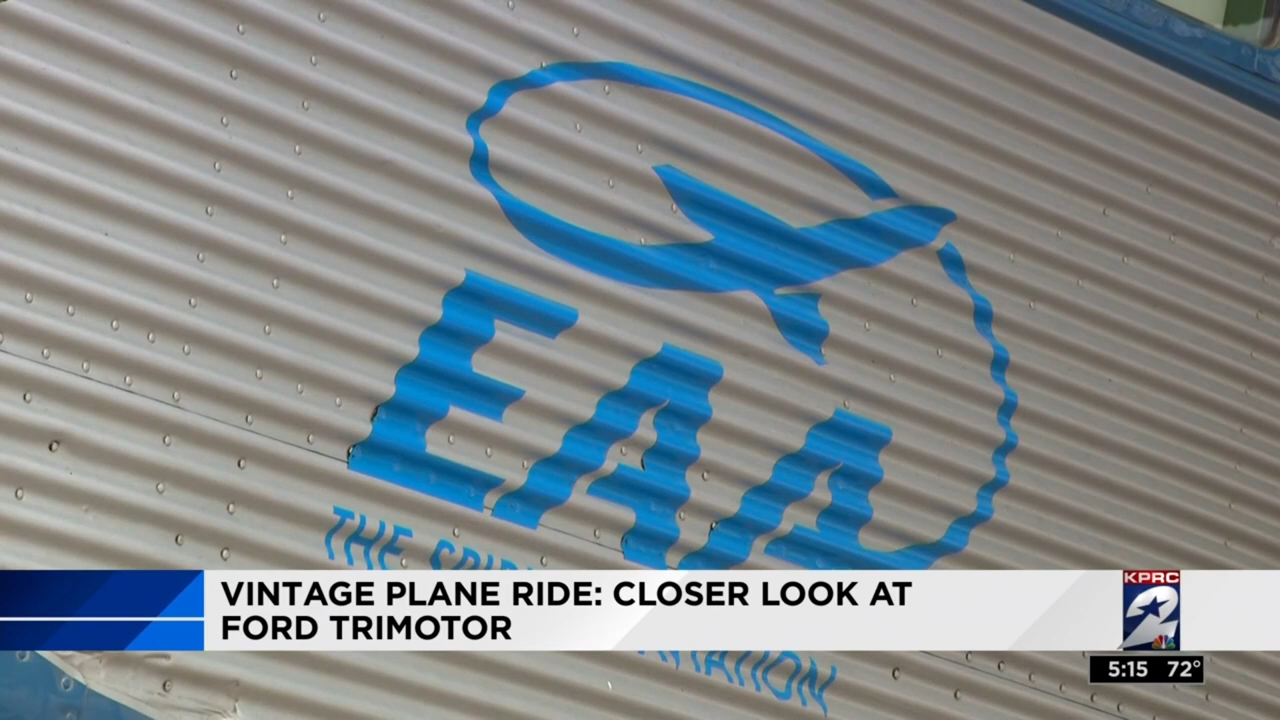 EAA
THE
VINTAGE PLANE RIDE: CLOSER LOOK AT
FORD TRIMOTOR
KPRC
2
5:15 72°